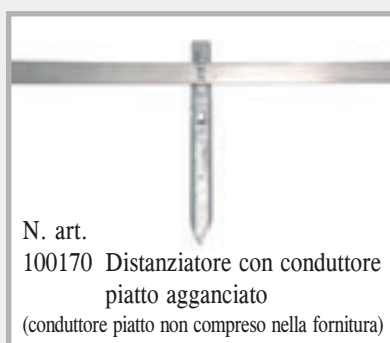 N. art.
100170 Distanziatore con conduttore
piatto agganciato
(conduttore piatto non compreso nella fornitura)